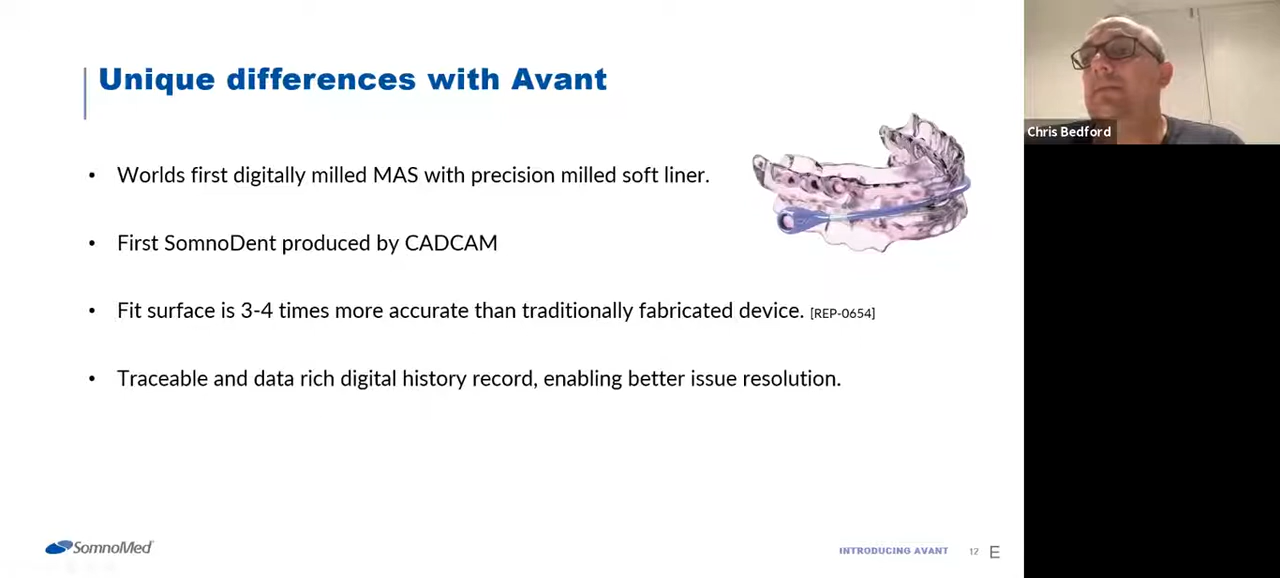 Unique differences with Avant
• Worlds first digitally milled MAS with precision milled soft liner.
• First SomnoDent produced by CADCAM
• Fit surface is 3-4 times more accurate than traditionally fabricated device. [REP-0654]
• Traceable and data rich digital history record, enabling better issue resolution.
SomnoMed
INTRODUCING AVANT 12 E
Chris Bedford